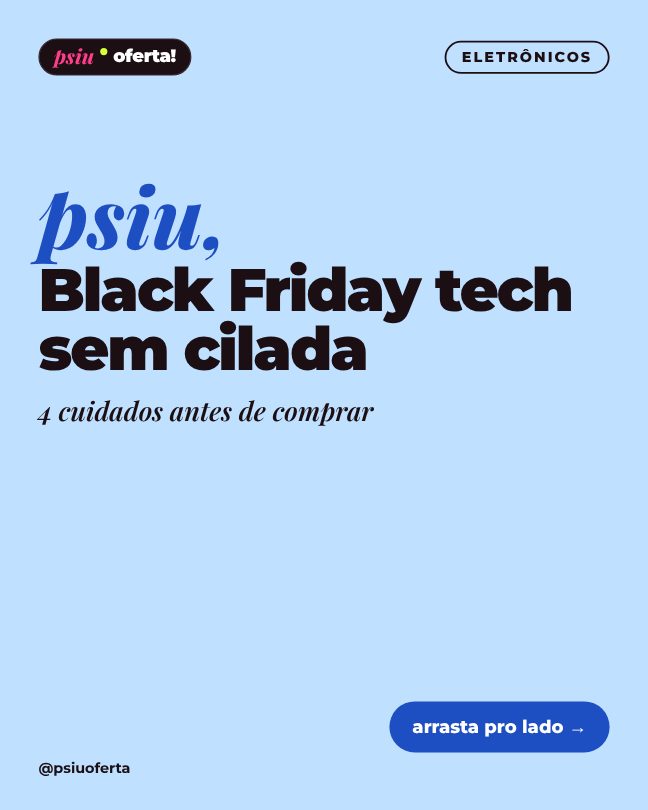 psiu • oferta!
ELETRÔNICOS
psiu,
Black Friday tech
sem cilada
4 cuidados antes de comprar
arrasta pro lado →
@psiuoferta